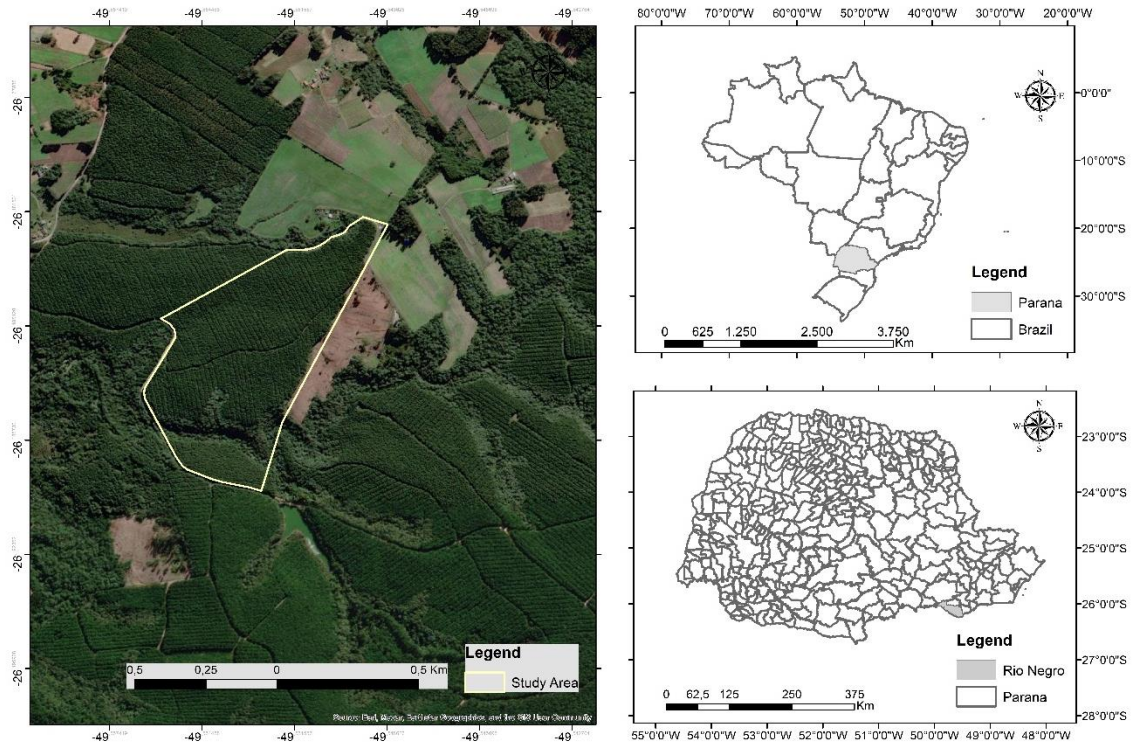 -49 -49 -49 -49 -49 -49
-26
-26
-26
-26
-26
-26
0,5 0,25 0 0,5 Km
Legend
Study Area
-49 -49 -49 -49 -49 -49
80°0'0"W 70°0'0"W 60°0'0"W 50°0'0"W 40°0'0"W 30°0'0"W 20°0'0"W
N
W E
S
0°0'0"
10°0'0"S
20°0'0"S
30°0'0"S
Legend
Parana
Brazil
0 625 1.250 2.500 3.750
Km
N
W E
S
23°0'0"S
24°0'0"S
25°0'0"S
26°0'0"S
27°0'0"S
28°0'0"S
Legend
Rio Negro
Parana
0 62,5 125 250 375
Km
55°0'0"W 54°0'0"W 53°0'0"W 52°0'0"W 51°0'0"W 50°0'0"W 49°0'0"W 48°0'0"W